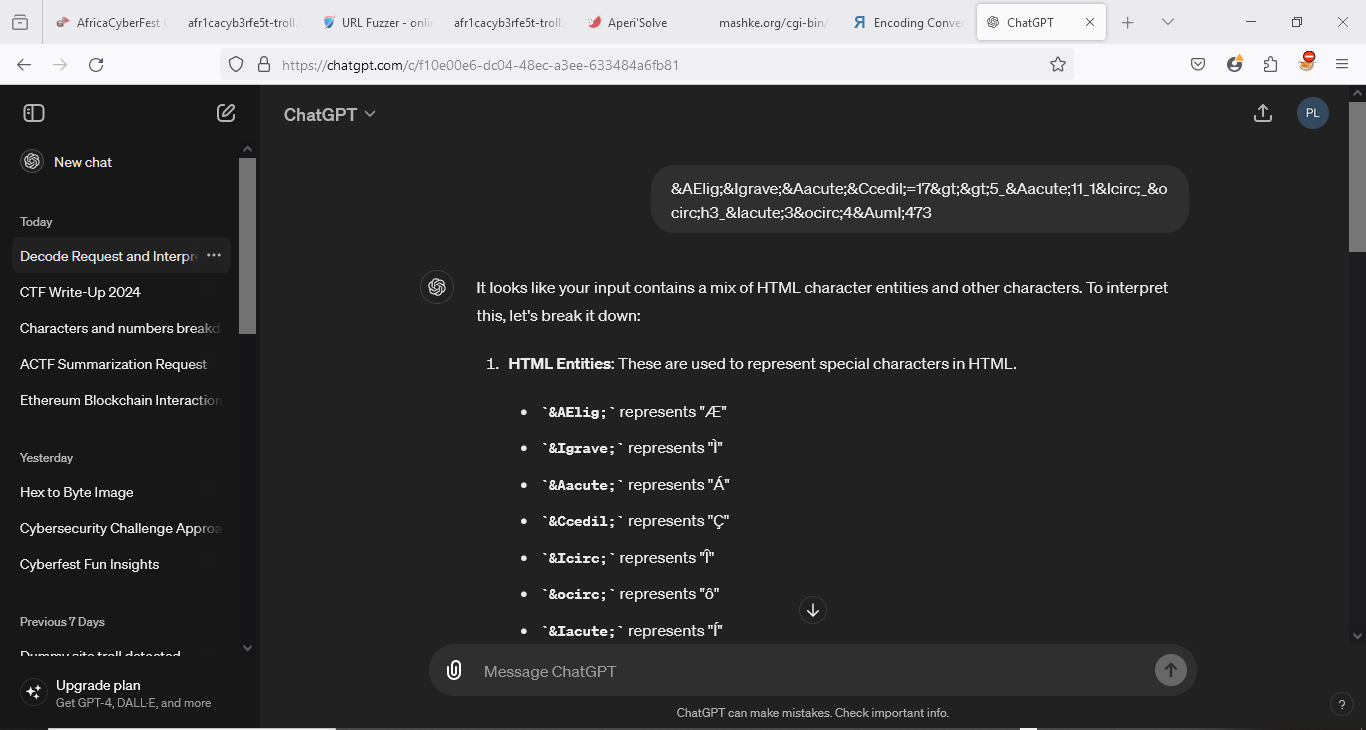 AfricaCyberFest
afr1cacyb3rfe5t-troll.
URL Fuzzer - onli
afr1cacyb3rfe5t-troll.
Aperi'Solve
mashke.org/cgi-bin/
Encoding Conve
ChatGPT
https://chatgpt.com/c/f10e00e6-dc04-48ec-a3ee-633484a6fb81
ChatGPT
PL
New chat
Today
Decode Request and Interpre
CTF Write-Up 2024
Characters and numbers breakd
ACTF Summarization Request
Ethereum Blockchain Interaction
Yesterday
Hex to Byte Image
Cybersecurity Challenge Approa
Cyberfest Fun Insights
Previous 7 Days
Dummy site troll detected
Upgrade plan
Get GPT-4, DALL·E, and more
&AElig;&Igrave;&Aacute;&Ccedil;=17&gt;&gt;5_&Aacute;11_1&Icirc;_&o
circ;h3_&Iacute;3&ocirc;4&Auml;473
It looks like your input contains a mix of HTML character entities and other characters. To interpret
this, let's break it down:
1. HTML Entities: These are used to represent special characters in HTML.
• `&AElig;` represents "Æ"
• `&Igrave;` represents "Ì"
• `&Aacute;` represents "Á"
• `&Ccedil;` represents "Ç"
• `&Icirc;` represents "Î"
• `&ocirc;` represents "ô"
• `&Iacute;` represents "Í"
Message ChatGPT
ChatGPT can make mistakes. Check important info.
?